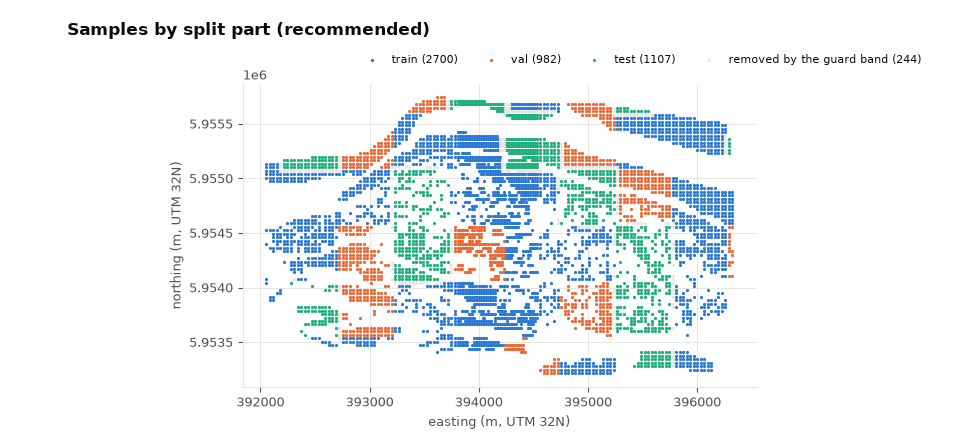 Samples by split part (recommended)
train (2700) val (982) test (1107) removed by the guard band (244)
1e6
5.9555
5.9550
5.9545
5.9540
5.9535
northing (m, UTM 32N)
392000 393000 394000 395000 396000
easting (m, UTM 32N)